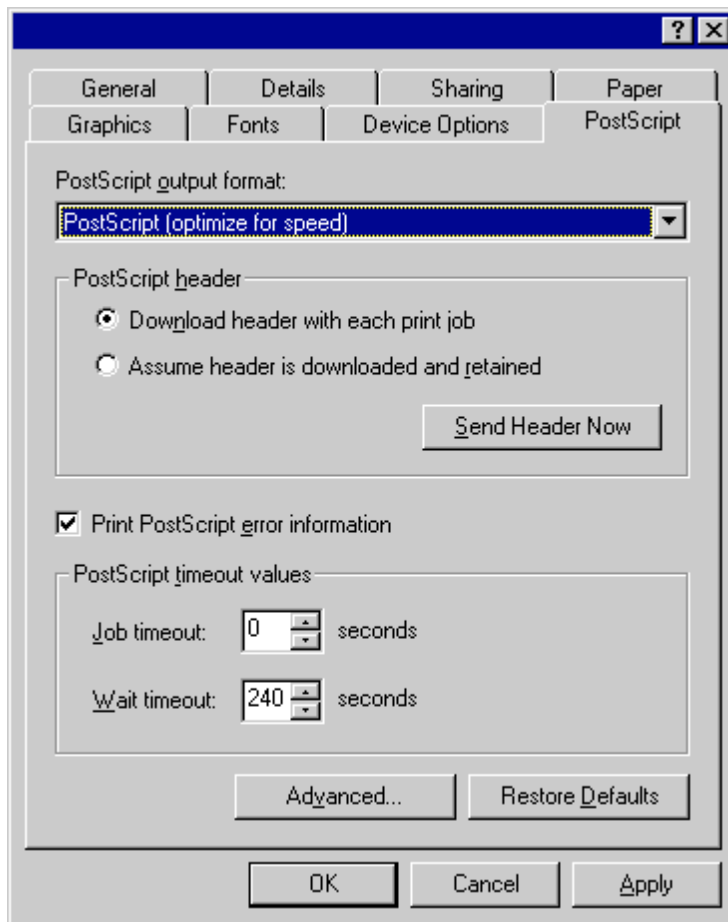 General Details Sharing Paper
Graphics Fonts Device Options PostScript
PostScript output format:
PostScript (optimize for speed)
PostScript header
Download header with each print job
Assume header is downloaded and retained
Send Header Now
Print PostScript error information
PostScript timeout values
Job timeout: 0 seconds
Wait timeout: 240 seconds
Advanced... Restore Defaults
OK Cancel Apply